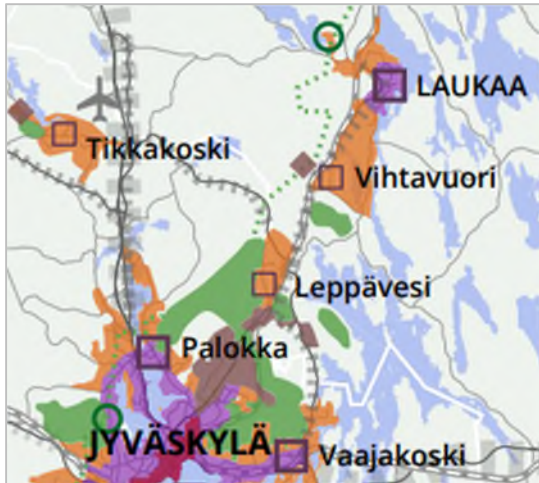 LAUKAA
Tikkakoski
Vihtavuori
Leppävesi
Palokka
JYVÄSKYLÄ
Vaajakoski